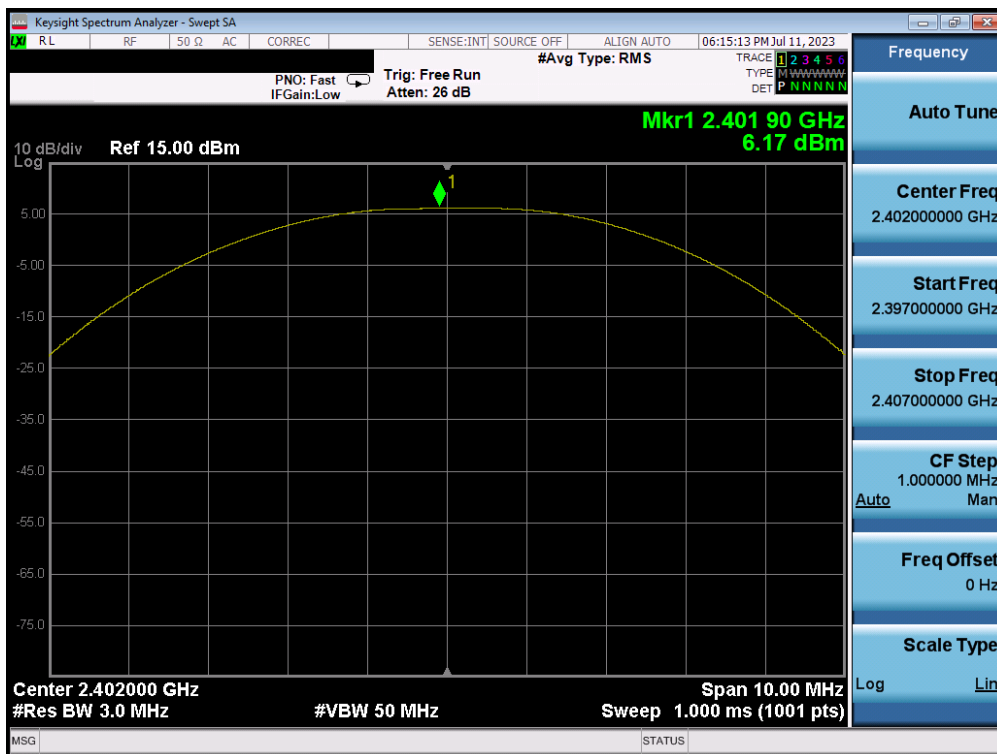 Keysight Spectrum Analyzer - Swept SA
LXI RL RF 50 Ω AC CORREC SENSE:INT SOURCE OFF ALIGN AUTO 06:15:13 PM Jul 11, 2023
Frequency
#Avg Type: RMS
TRACE 1 2 3 4 5 6
PNO: Fast Trig: Free Run
TYPE M WWWWW
IFGain:Low Atten: 26 dB
DET P N N N N N
Auto Tune
Mkr1 2.401 90 GHz
6.17 dBm
10 dB/div Ref 15.00 dBm
Log
1
5.00
-5.00
-15.0
-25.0
-35.0
-45.0
-55.0
-65.0
-75.0
Center Freq
2.402000000 GHz
Start Freq
2.397000000 GHz
Stop Freq
2.407000000 GHz
CF Step
1.000000 MHz
Auto Man
Freq Offset
0 Hz
Scale Type
Log Lin
Center 2.402000 GHz Span 10.00 MHz
#Res BW 3.0 MHz #VBW 50 MHz Sweep 1.000 ms (1001 pts)
MSG STATUS